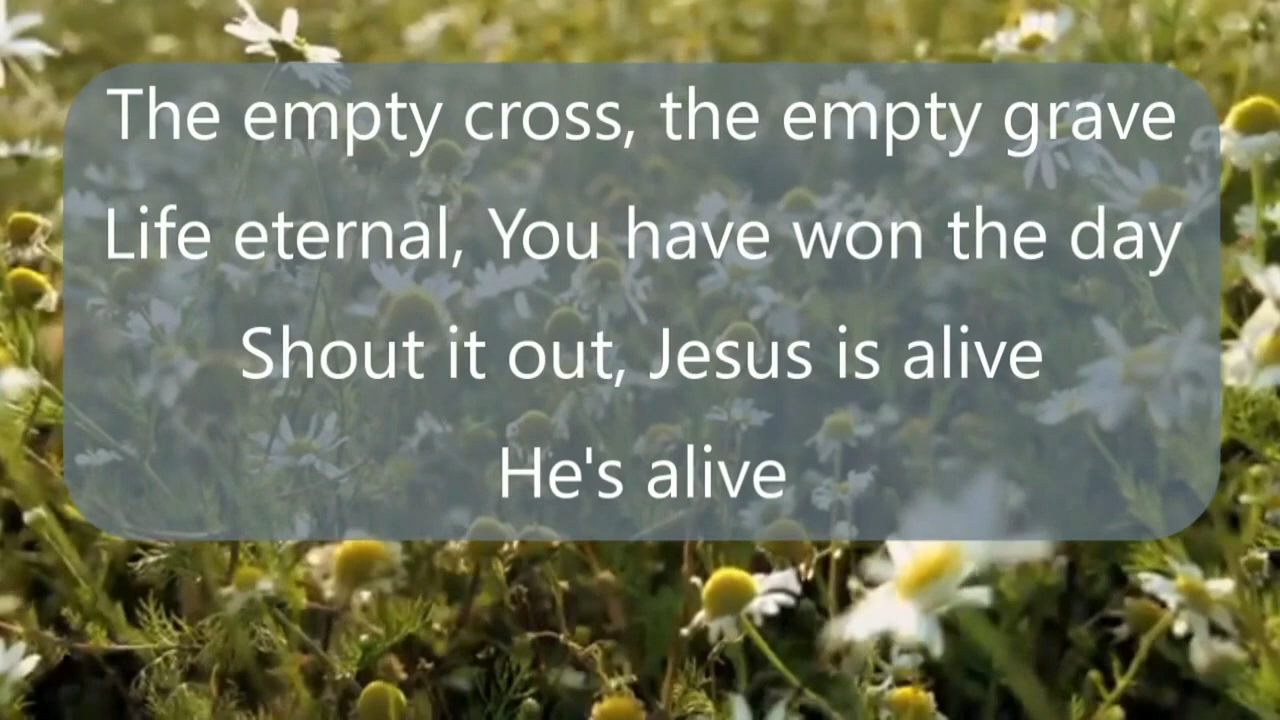 The empty cross, the empty grave
Life eternal, You have won the day
Shout it out, Jesus is alive
He's alive